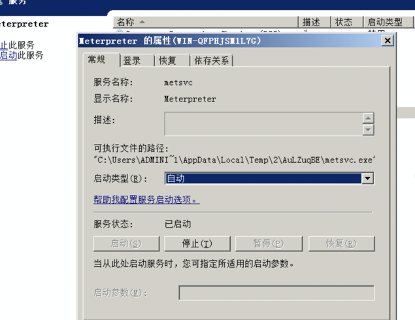 服务
terpreter
名称
描述 状态 启动类型
止此服务
启动此服务
Meterpreter 的属性(WIN-QFPHJSM1L7G)
常规 登录 恢复 依存关系
服务名称: metsvc
显示名称: Meterpreter
描述:
可执行文件的路径:
"C:\Users\ADMINI~1\AppData\Local\Temp\2\AuLZuqBE\metsvc.exe"
启动类型(E): 自动
帮助我配置服务启动选项。
服务状态: 已启动
启动(S) 停止(T) 暂停(P) 恢复(R)
当从此处启动服务时，您可指定所适用的启动参数。
启动参数(M):